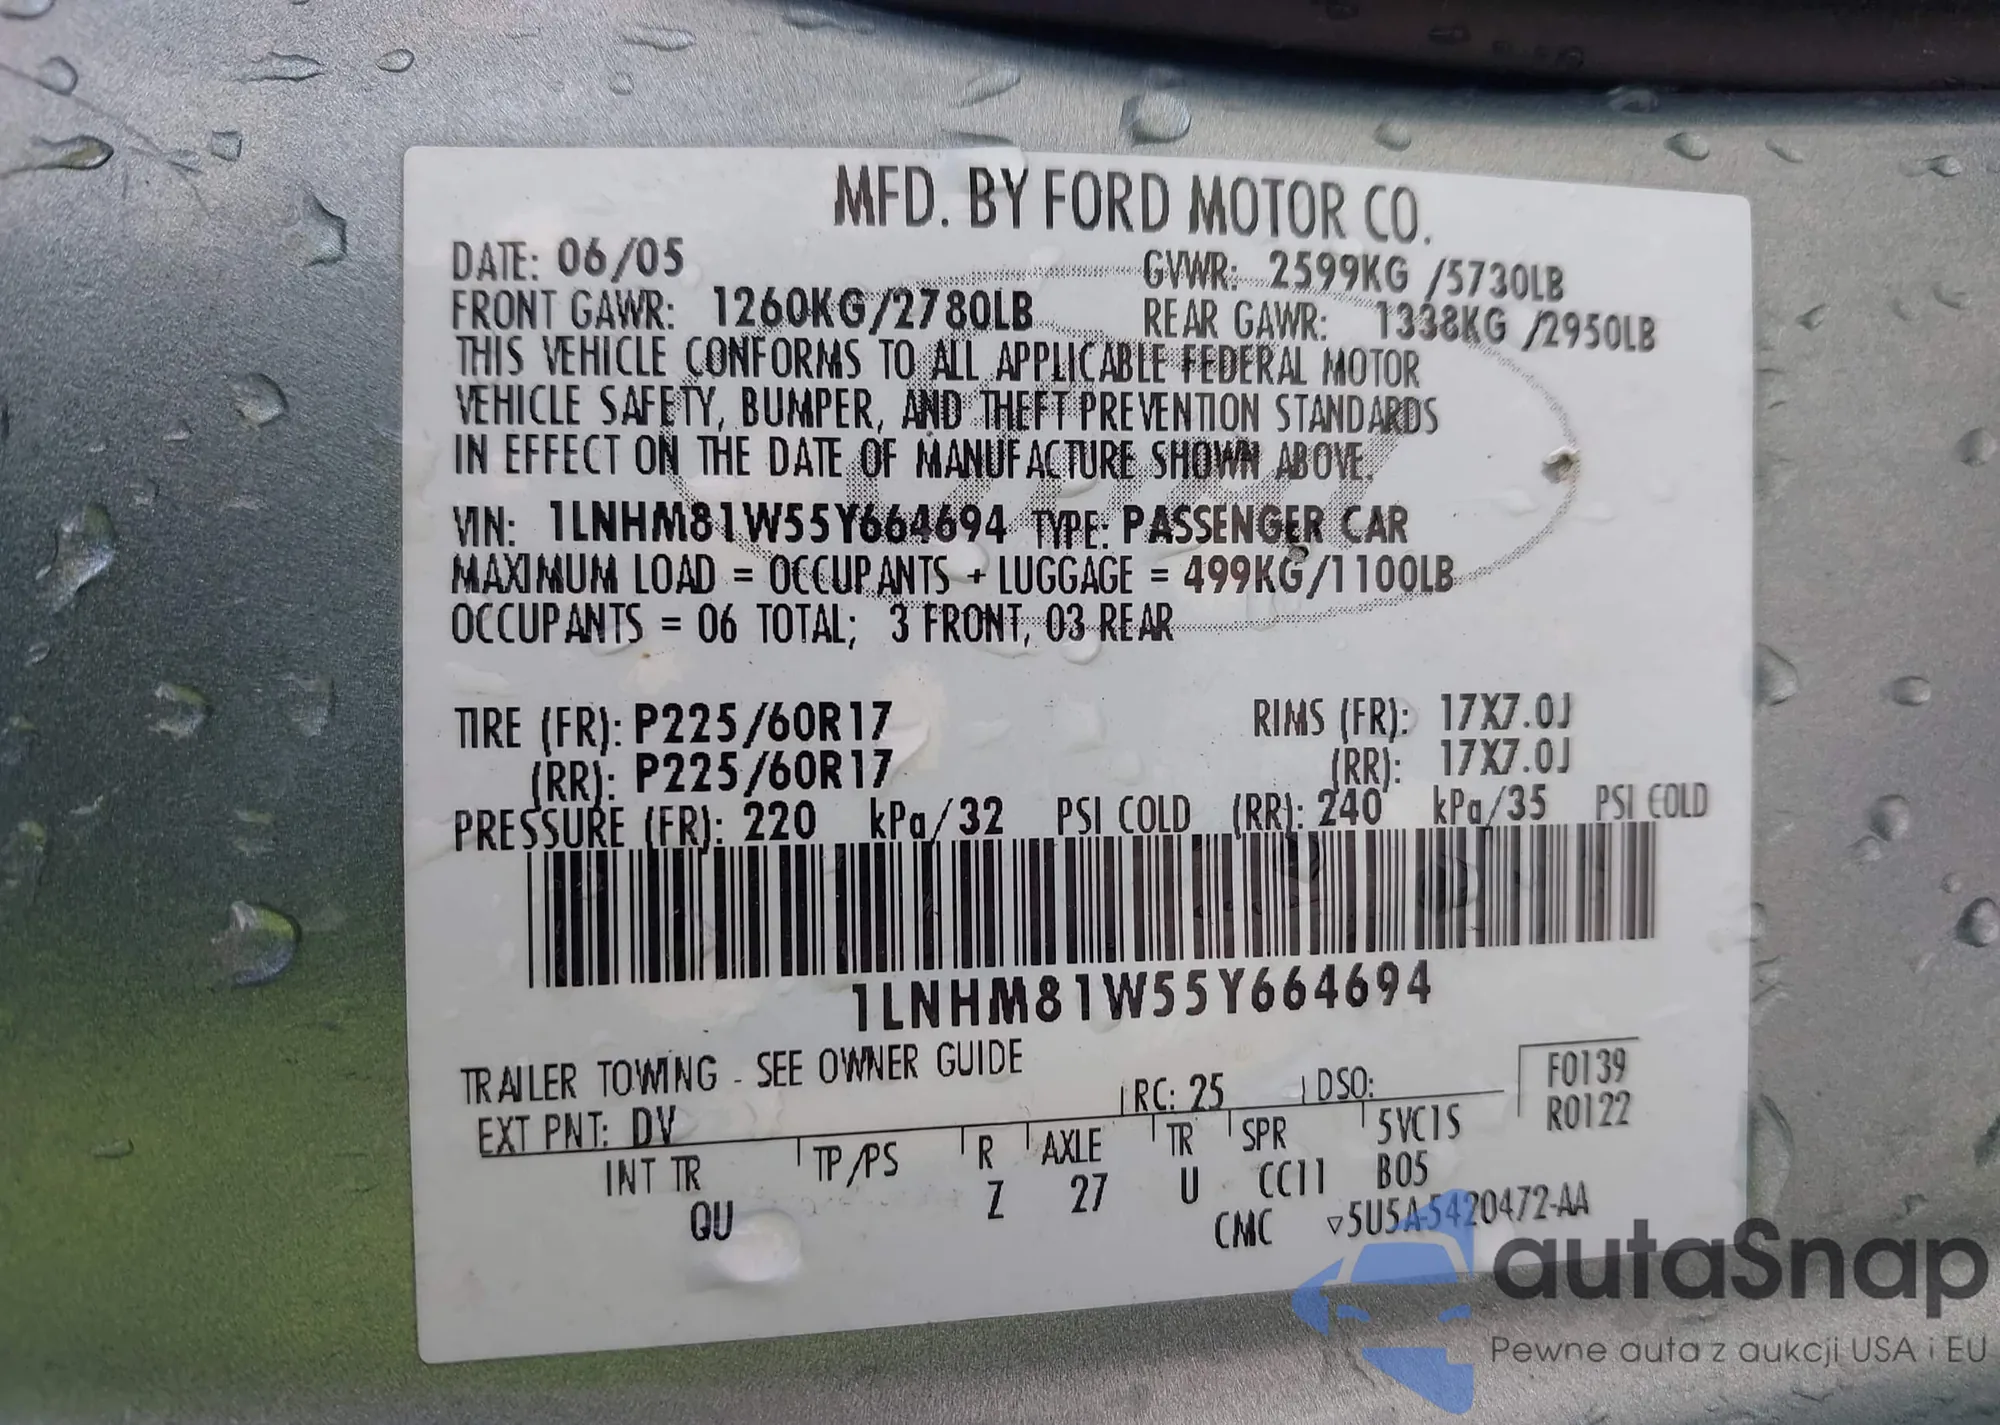 MFD. BY FORD MOTOR CO.
DATE: 06/05 GVWR: 2599KG /5730LB
FRONT GAWR: 1260KG/2780LB REAR GAWR: 1338KG /2950LB
THIS VEHICLE CONFORMS TO ALL APPLICABLE FEDERAL MOTOR
VEHICLE SAFETY, BUMPER, AND THEFT PREVENTION STANDARDS
IN EFFECT ON THE DATE OF MANUFACTURE SHOWN ABOVE.
VIN: 1LNHM81W55Y664694 TYPE: PASSENGER CAR
MAXIMUM LOAD = OCCUPANTS + LUGGAGE = 499KG/1100LB
OCCUPANTS = 06 TOTAL; 3 FRONT, 03 REAR
TIRE (FR): P225/60R17 RIMS (FR): 17X7.0J
(RR): P225/60R17 (RR): 17X7.0J
PRESSURE (FR): 220 kPa/32 PSI COLD (RR): 240 kPa/35 PSI COLD
1LNHM81W55Y664694
TRAILER TOWING - SEE OWNER GUIDE
EXT PNT: DV RC: 25 DSO: F0139
R0122
INT TR TP/PS R AXLE TR SPR 5VC1S
QU Z 27 U CC11 B05
CMC ▿5U5A-5420472-AA
autaSnap
Pewne auta z aukcji USA i EU